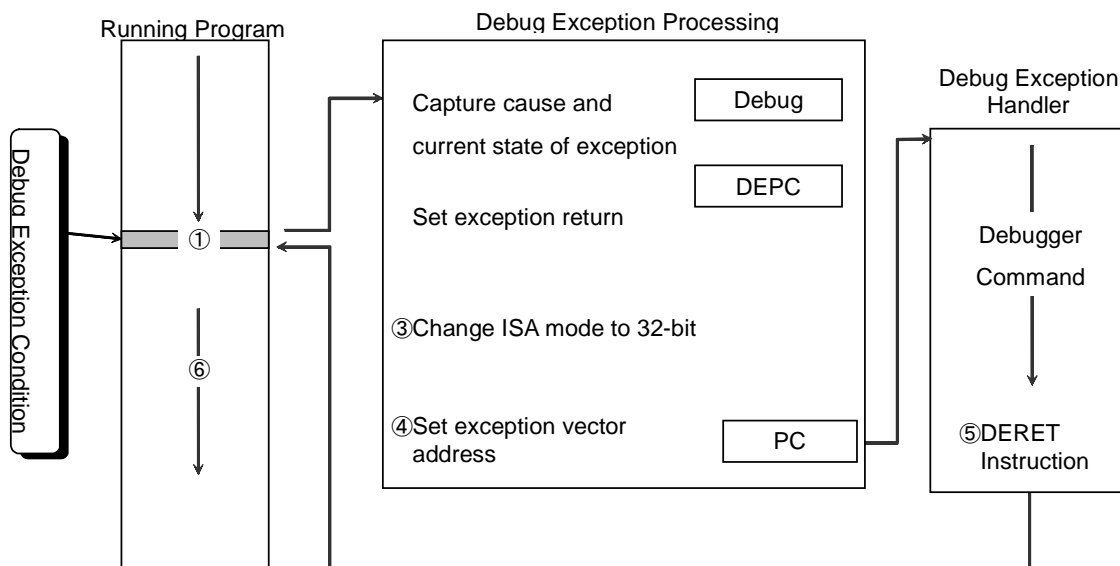 Debug Exception Condition
Running Program
①
⑥
Debug Exception Processing
Capture cause and
current state of exception
Debug
DEPC
Set exception return
③Change ISA mode to 32-bit
④Set exception vector
address
PC
Debug Exception
Handler
Debugger
Command
⑤DERET
Instruction